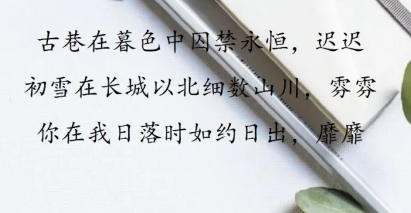 古巷在暮色中囚禁永恒，迟迟
初雪在长城以北细数山川，雰雰
你在我日落时如约日出，靡靡